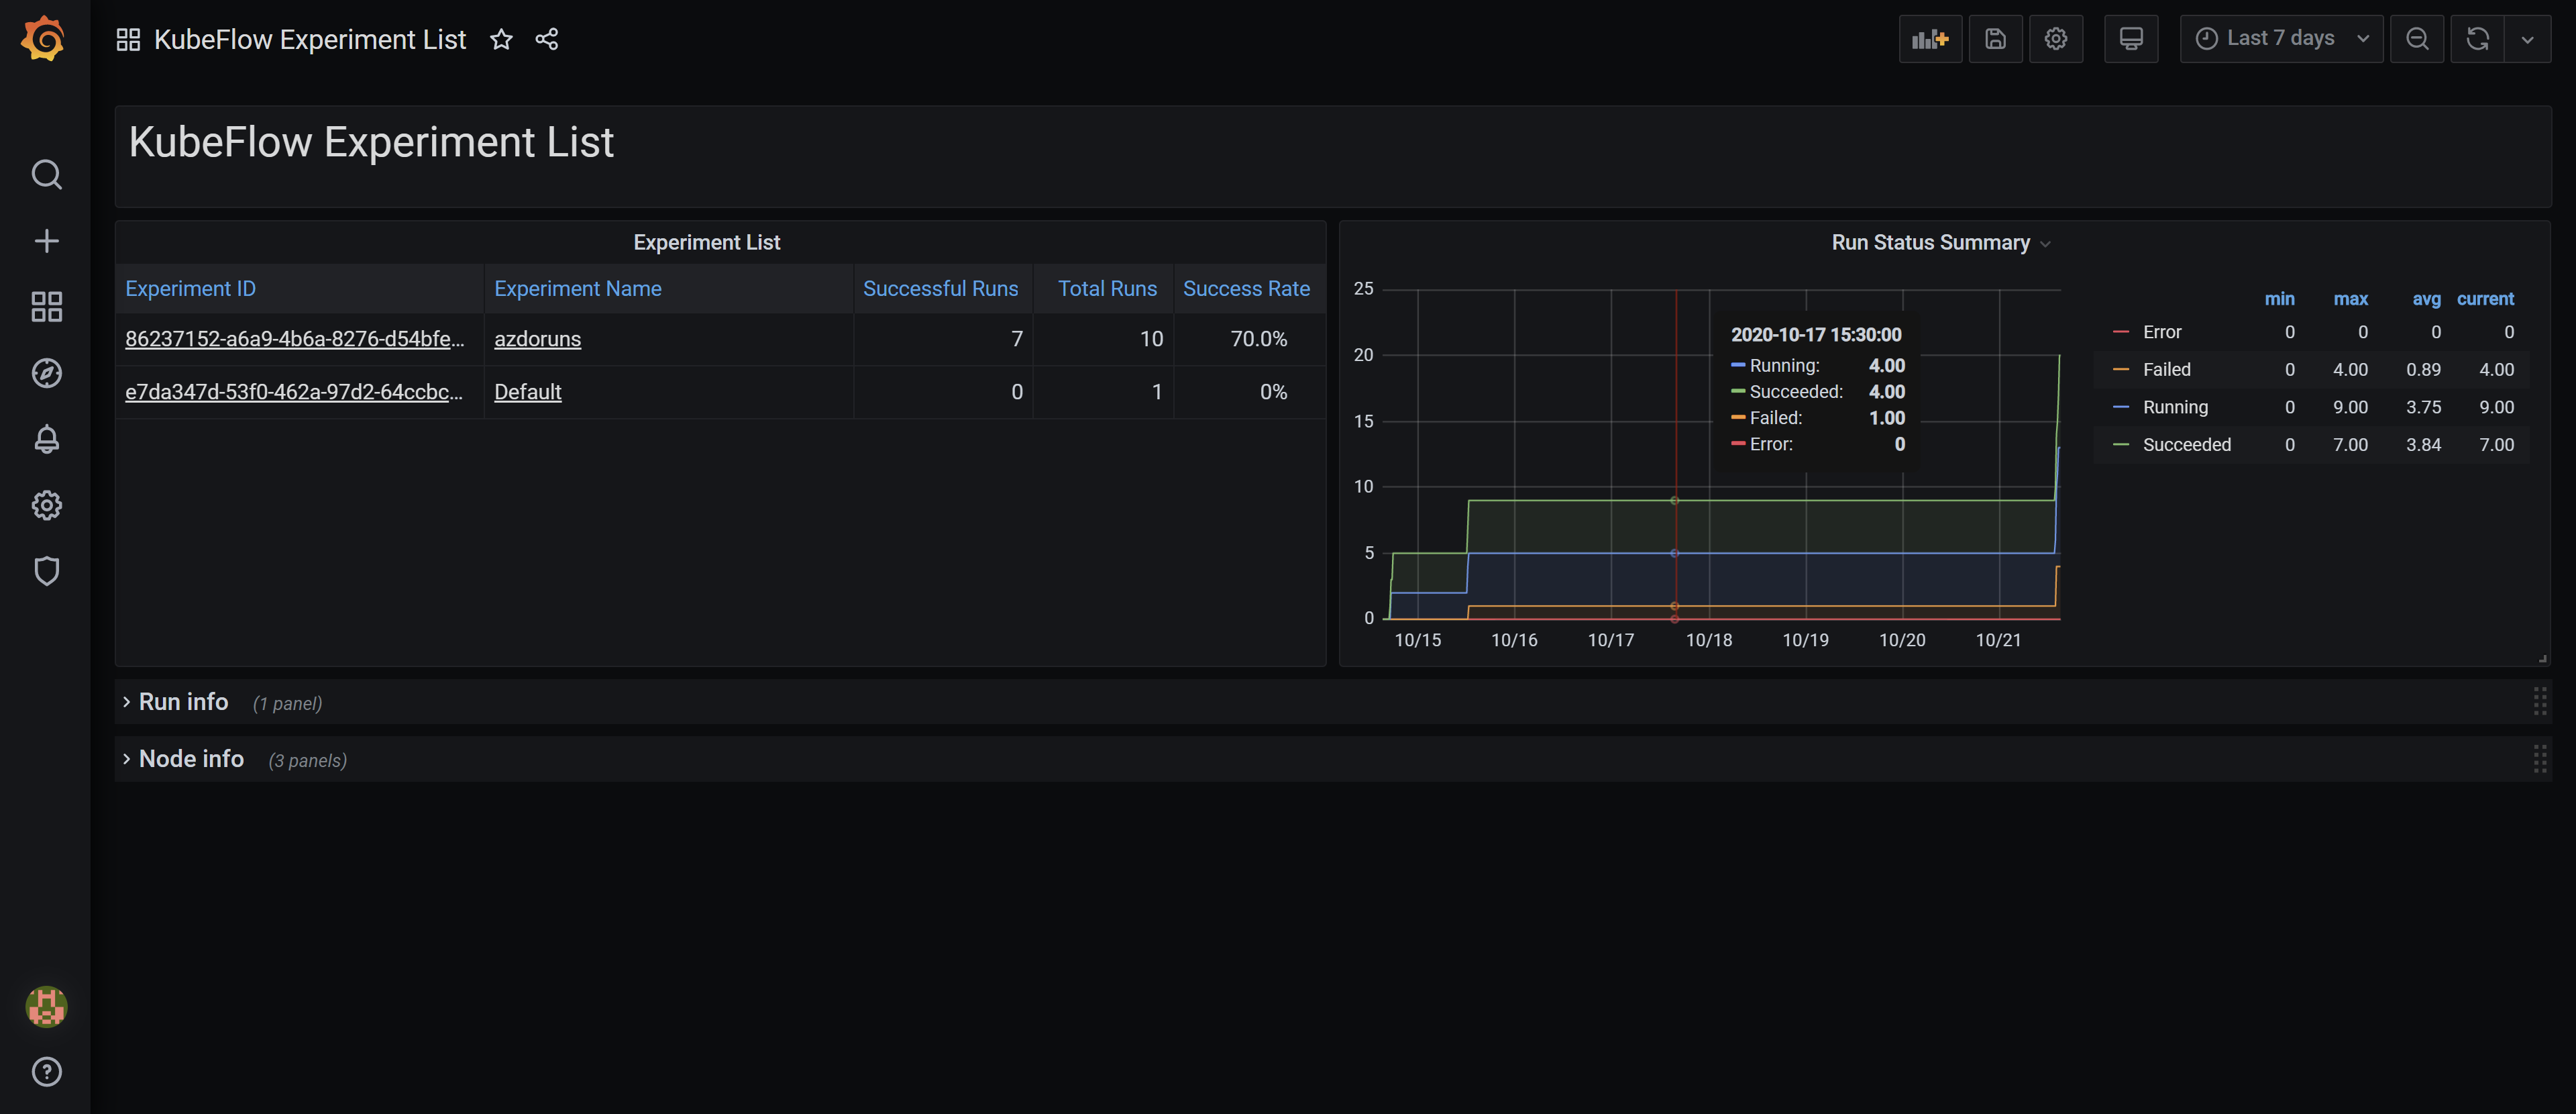 KubeFlow Experiment List
Last 7 days
KubeFlow Experiment List
Experiment List
Experiment ID Experiment Name Successful Runs Total Runs Success Rate
86237152-a6a9-4b6a-8276-d54bfe... azdoruns 7 10 70.0%
e7da347d-53f0-462a-97d2-64ccbc... Default 0 1 0%
Run Status Summary
25
20
15
10
5
0
10/15 10/16 10/17 10/18 10/19 10/20 10/21
2020-10-17 15:30:00
Running: 4.00
Succeeded: 4.00
Failed: 1.00
Error: 0
min max avg current
Error 0 0 0 0
Failed 0 4.00 0.89 4.00
Running 0 9.00 3.75 9.00
Succeeded 0 7.00 3.84 7.00
Run info (1 panel)
Node info (3 panels)